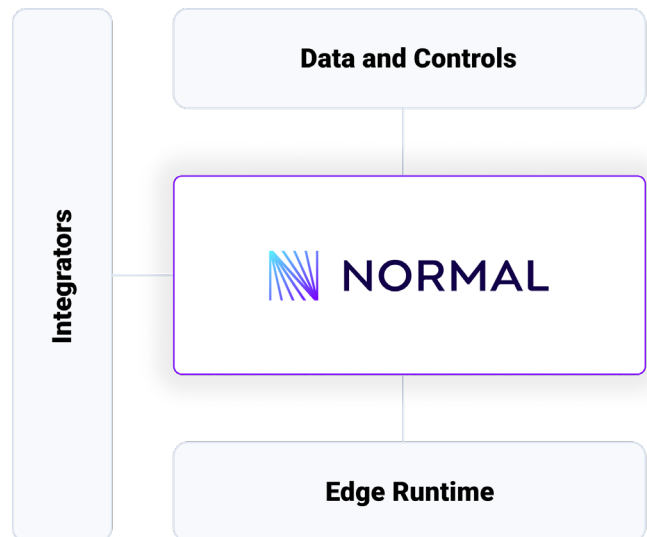 Data and Controls
Integrators
NORMAL
Edge Runtime